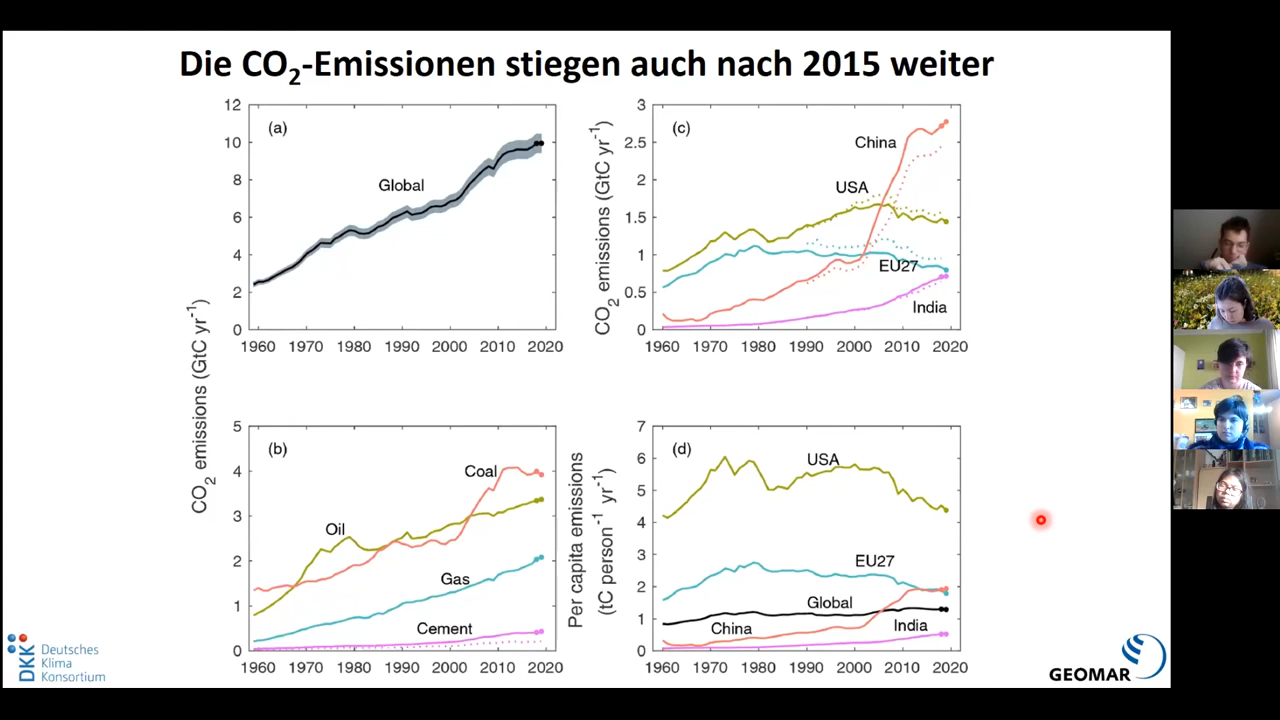 Die CO₂-Emissionen stiegen auch nach 2015 weiter
CO₂ emissions (GtC yr⁻¹)
12
10
8
6
4
2
0
(a)
Global
1960 1970 1980 1990 2000 2010 2020
CO₂ emissions (GtC yr⁻¹)
3
2.5
2
1.5
1
0.5
0
(c)
China
USA
EU27
India
1960 1970 1980 1990 2000 2010 2020
5
4
3
2
1
0
(b)
Coal
Oil
Gas
Cement
1960 1970 1980 1990 2000 2010 2020
Per capita emissions
(tC person⁻¹ yr⁻¹)
7
6
5
4
3
2
1
0
(d)
USA
EU27
Global
China
India
1960 1970 1980 1990 2000 2010 2020
DKK
Deutsches
Klima
Konsortium
GEOMAR